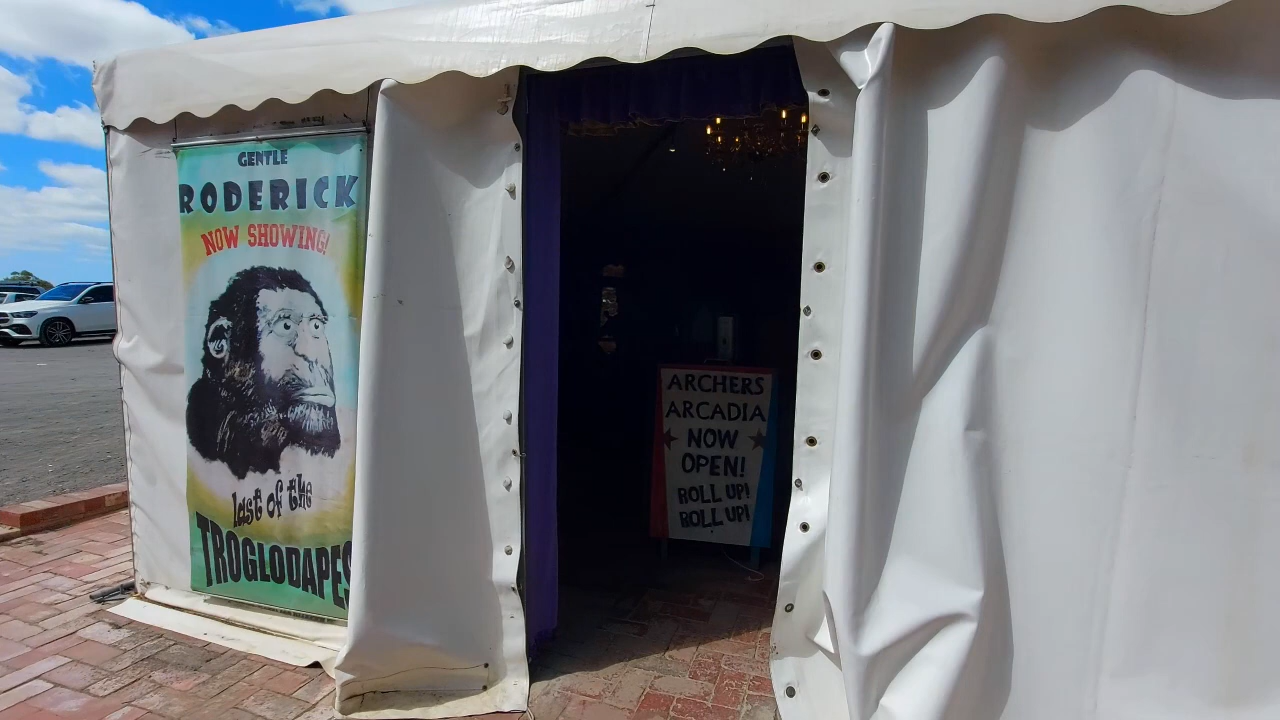 GENTLE
RODERICK
NOW SHOWING!
last of the
TROGLODAPES
ARCHERS
ARCADIA
NOW
OPEN!
ROLL UP!
ROLL UP!